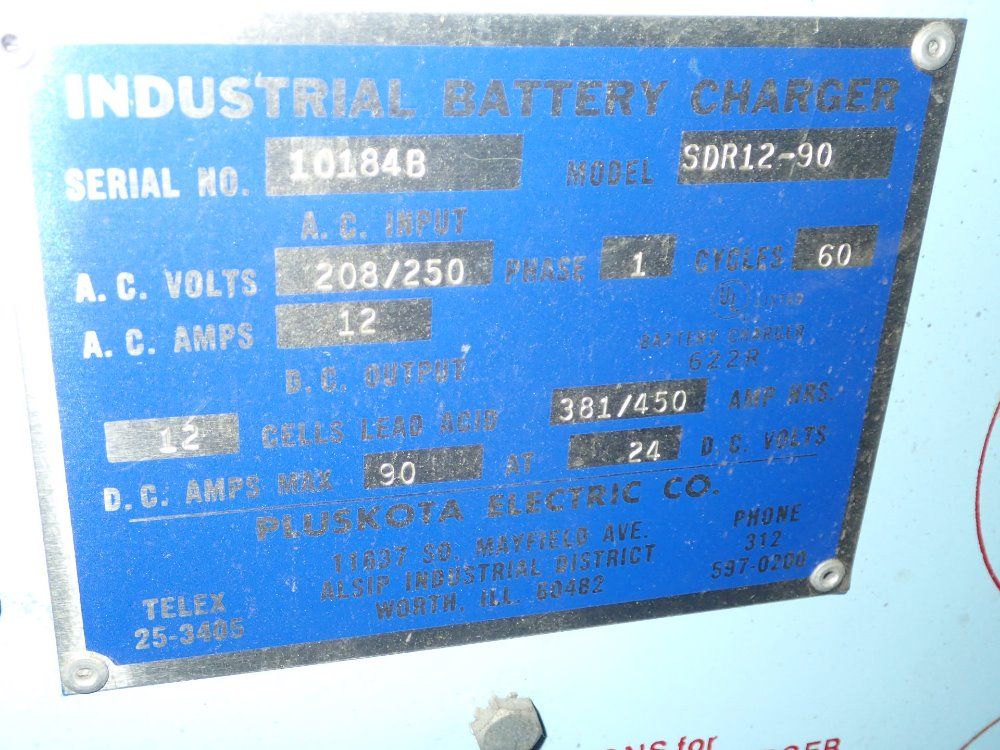 INDUSTRIAL BATTERY CHARGER
SERIAL NO. 10184B MODEL SDR12-90
A.C. INPUT
A.C. VOLTS 208/250 PHASE 1 CYCLES 60
UL LISTED
A.C. AMPS 12 BATTERY CHARGER
622R
D.C. OUTPUT
12 CELLS LEAD ACID 381/450 AMP HRS.
D.C. AMPS MAX 90 AT 24 D.C. VOLTS
PLUSKOTA ELECTRIC CO.
11637 SO. MAYFIELD AVE. PHONE
ALSIP INDUSTRIAL DISTRICT 312
WORTH, ILL. 60482 597-0200
TELEX
25-3405
for